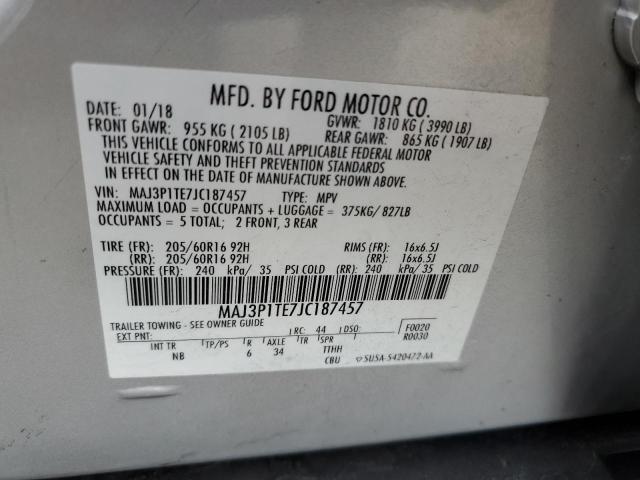 MFD. BY FORD MOTOR CO.
DATE: 01/18 GVWR: 1810 KG ( 3990 LB)
FRONT GAWR: 955 KG ( 2105 LB) REAR GAWR: 865 KG ( 1907 LB)
THIS VEHICLE CONFORMS TO ALL APPLICABLE FEDERAL MOTOR
VEHICLE SAFETY AND THEFT PREVENTION STANDARDS
IN EFFECT ON THE DATE OF MANUFACTURE SHOWN ABOVE.
VIN: MAJ3P1TE7JC187457 TYPE: MPV
MAXIMUM LOAD = OCCUPANTS + LUGGAGE = 375KG/ 827LB
OCCUPANTS = 5 TOTAL; 2 FRONT, 3 REAR
TIRE (FR): 205/60R16 92H RIMS (FR): 16x6.5J
(RR): 205/60R16 92H (RR): 16x6.5J
PRESSURE (FR): 240 kPa/ 35 PSI COLD (RR): 240 kPa/ 35 PSI COLD
MAJ3P1TE7JC187457
TRAILER TOWING - SEE OWNER GUIDE
EXT PNT: RC: 44 DSO: F0020
R0030
INT TR TP/PS R AXLE TR SPR
NB 6 34 TTHH
CBU SUSA-5420472-AA